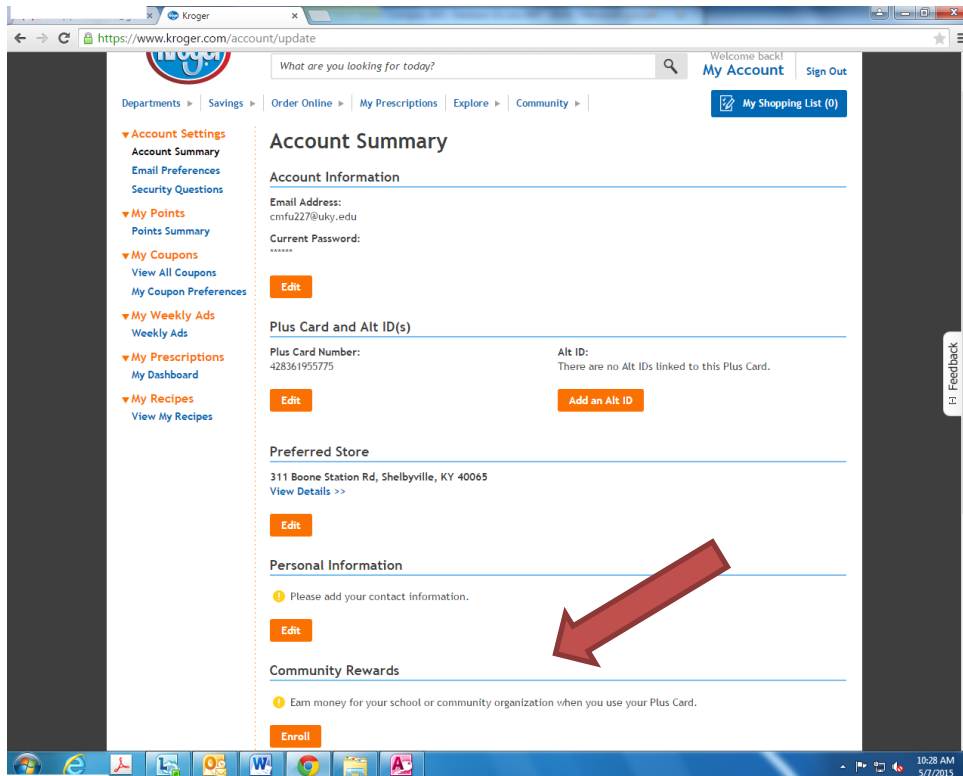 Kroger
https://www.kroger.com/account/update
Kroger
What are you looking for today?
Welcome back!
My Account
Sign Out
Departments
Savings
Order Online
My Prescriptions
Explore
Community
My Shopping List (0)
Account Settings
Account Summary
Email Preferences
Security Questions
My Points
Points Summary
My Coupons
View All Coupons
My Coupon Preferences
My Weekly Ads
Weekly Ads
My Prescriptions
My Dashboard
My Recipes
View My Recipes
Account Summary
Account Information
Email Address:
cmfu227@uky.edu
Current Password:
******
Edit
Plus Card and Alt ID(s)
Plus Card Number:
428361955775
Edit
Alt ID:
There are no Alt IDs linked to this Plus Card.
Add an Alt ID
Preferred Store
311 Boone Station Rd, Shelbyville, KY 40065
View Details >>
Edit
Personal Information
Please add your contact information.
Edit
Community Rewards
Earn money for your school or community organization when you use your Plus Card.
Enroll
[-] Feedback
10:28 AM
5/7/2015